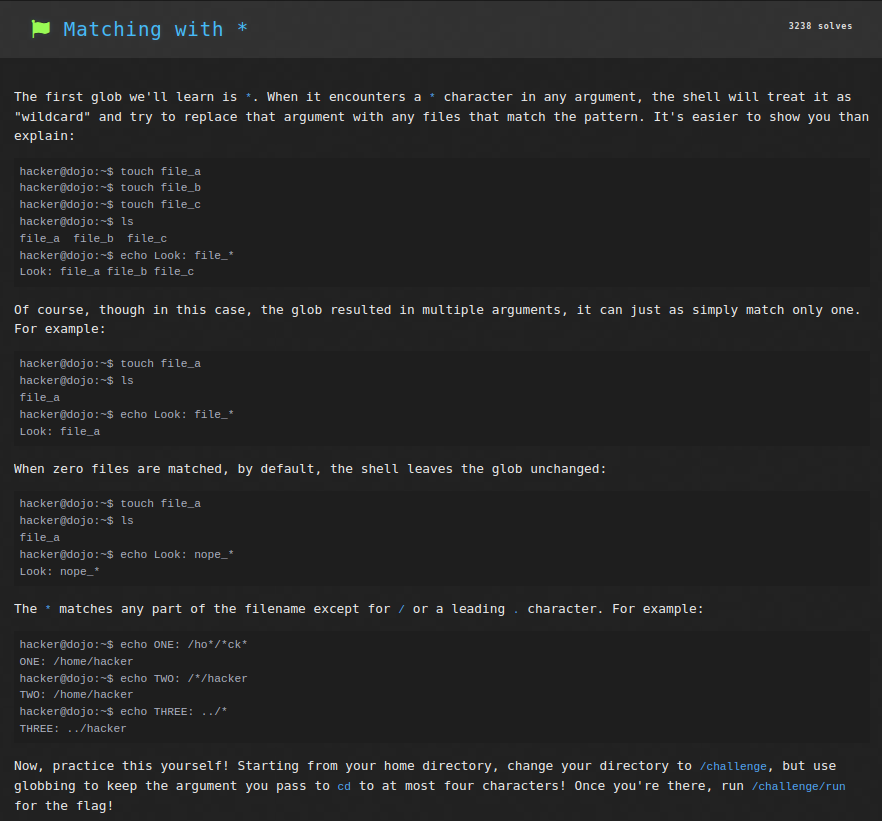 Matching with *
3238 solves
The first glob we'll learn is *. When it encounters a * character in any argument, the shell will treat it as
"wildcard" and try to replace that argument with any files that match the pattern. It's easier to show you than
explain:
hacker@dojo:~$ touch file_a
hacker@dojo:~$ touch file_b
hacker@dojo:~$ touch file_c
hacker@dojo:~$ ls
file_a  file_b  file_c
hacker@dojo:~$ echo Look: file_*
Look: file_a file_b file_c
Of course, though in this case, the glob resulted in multiple arguments, it can just as simply match only one.
For example:
hacker@dojo:~$ touch file_a
hacker@dojo:~$ ls
file_a
hacker@dojo:~$ echo Look: file_*
Look: file_a
When zero files are matched, by default, the shell leaves the glob unchanged:
hacker@dojo:~$ touch file_a
hacker@dojo:~$ ls
file_a
hacker@dojo:~$ echo Look: nope_*
Look: nope_*
The * matches any part of the filename except for / or a leading . character. For example:
hacker@dojo:~$ echo ONE: /ho*/*ck*
ONE: /home/hacker
hacker@dojo:~$ echo TWO: /*/hacker
TWO: /home/hacker
hacker@dojo:~$ echo THREE: ../*
THREE: ../hacker
Now, practice this yourself! Starting from your home directory, change your directory to /challenge, but use
globbing to keep the argument you pass to cd to at most four characters! Once you're there, run /challenge/run
for the flag!